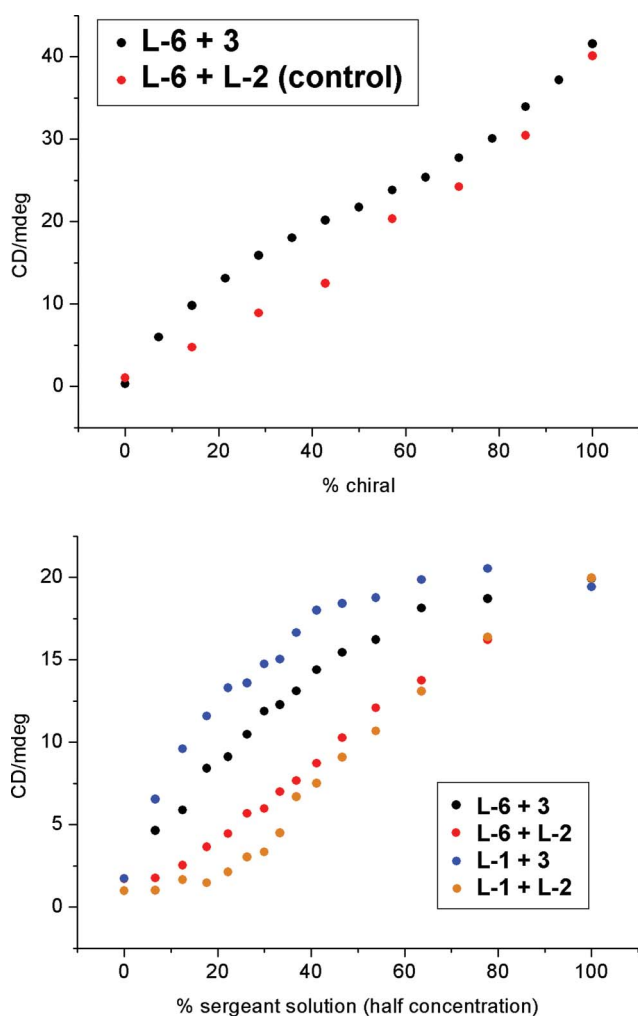 L-6 + 3
L-6 + L-2 (control)
40
30
20
10
0
CD/mdeg
0 20 40 60 80 100
% chiral
20
15
10
5
0
CD/mdeg
L-6 + 3
L-6 + L-2
L-1 + 3
L-1 + L-2
0 20 40 60 80 100
% sergeant solution (half concentration)